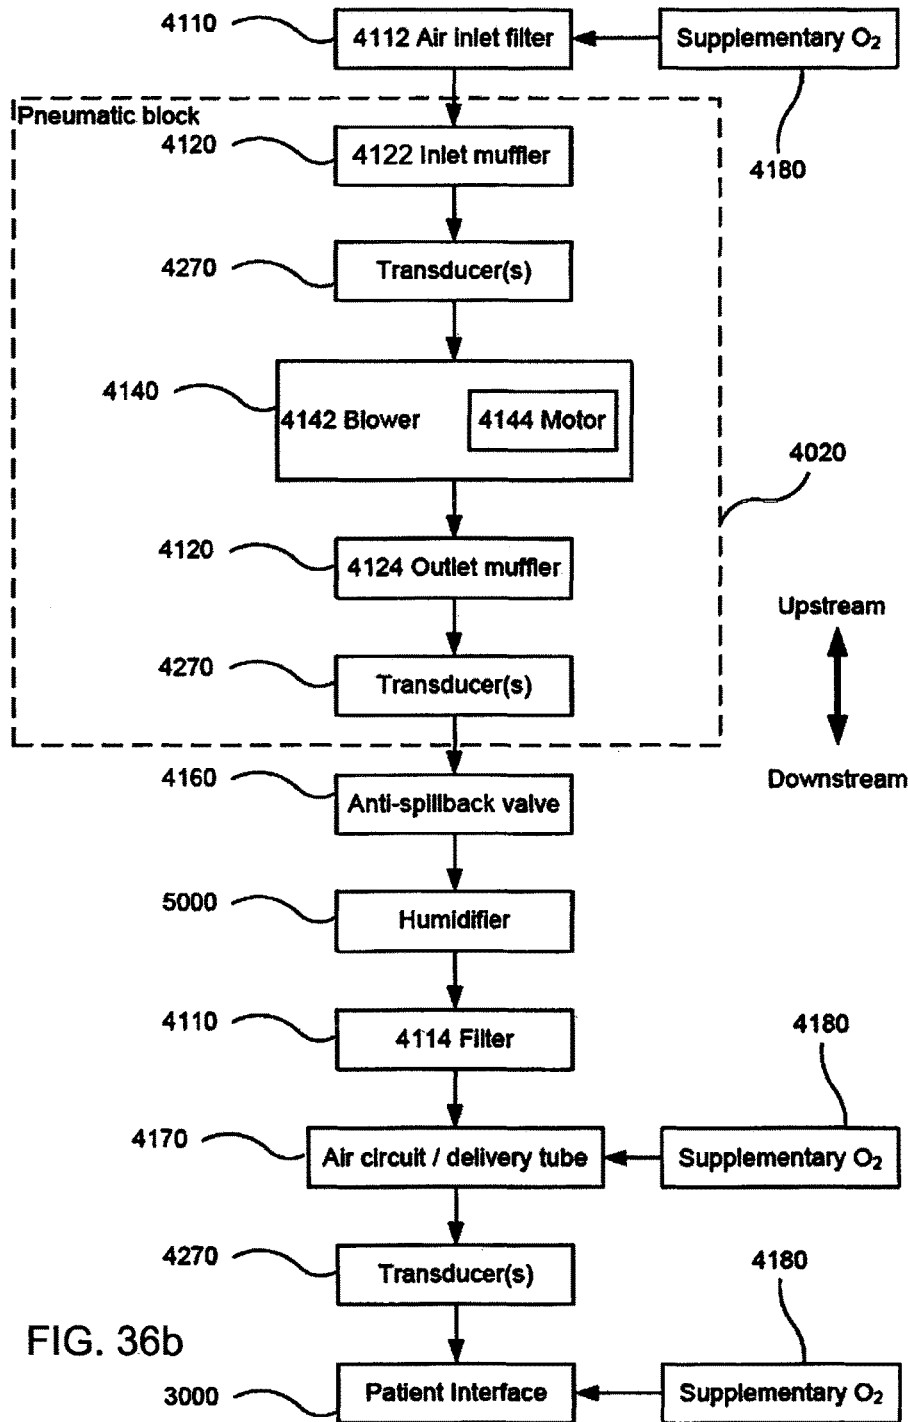 4110
4112 Air inlet filter
Supplementary O₂
4180
Pneumatic block
4120
4122 Inlet muffler
4270
Transducer(s)
4140
4142 Blower
4144 Motor
4020
4120
4124 Outlet muffler
Upstream
4270
Transducer(s)
Downstream
4160
Anti-spillback valve
5000
Humidifier
4110
4114 Filter
4180
4170
Air circuit / delivery tube
Supplementary O₂
4270
Transducer(s)
4180
FIG. 36b
3000
Patient Interface
Supplementary O₂